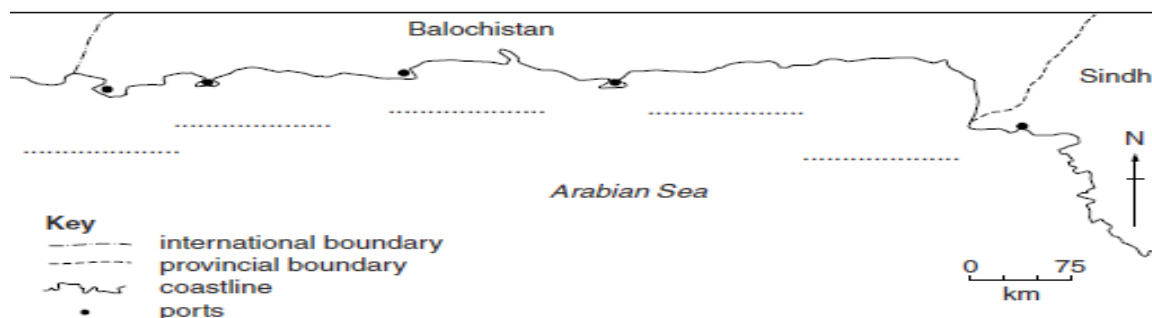 Balochistan
Sindh
N
Arabian Sea
Key
international boundary
provincial boundary
coastline
ports
0 75
km